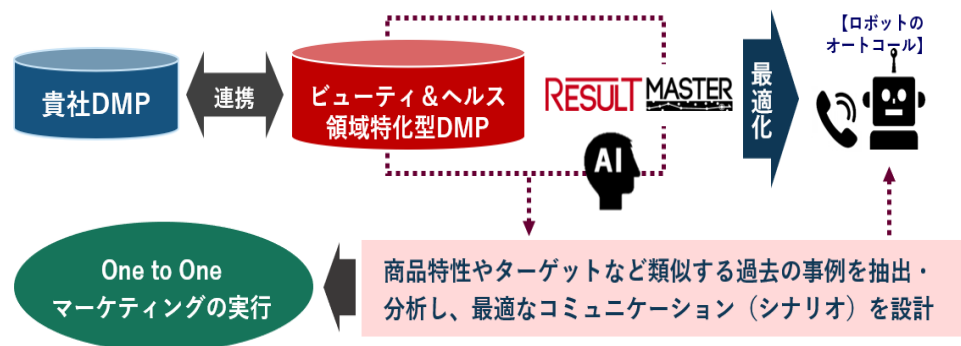 貴社DMP
連携
ビューティ＆ヘルス
領域特化型DMP
RESULT MASTER
AI
最適化
【ロボットの
オートコール】
One to One
マーケティングの実行
商品特性やターゲットなど類似する過去の事例を抽出・
分析し、最適なコミュニケーション（シナリオ）を設計